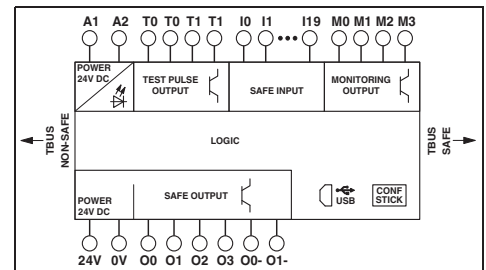 A1 A2 T0 T0 T1 T1 I0 I1 ••• I19 M0 M1 M2 M3
POWER
24V DC
TEST PULSE
OUTPUT
SAFE INPUT
MONITORING
OUTPUT
TBUS
NON-SAFE
LOGIC
TBUS
SAFE
POWER
24V DC
SAFE OUTPUT
USB
CONF
STICK
24V 0V O0 O1 O2 O3 O0- O1-